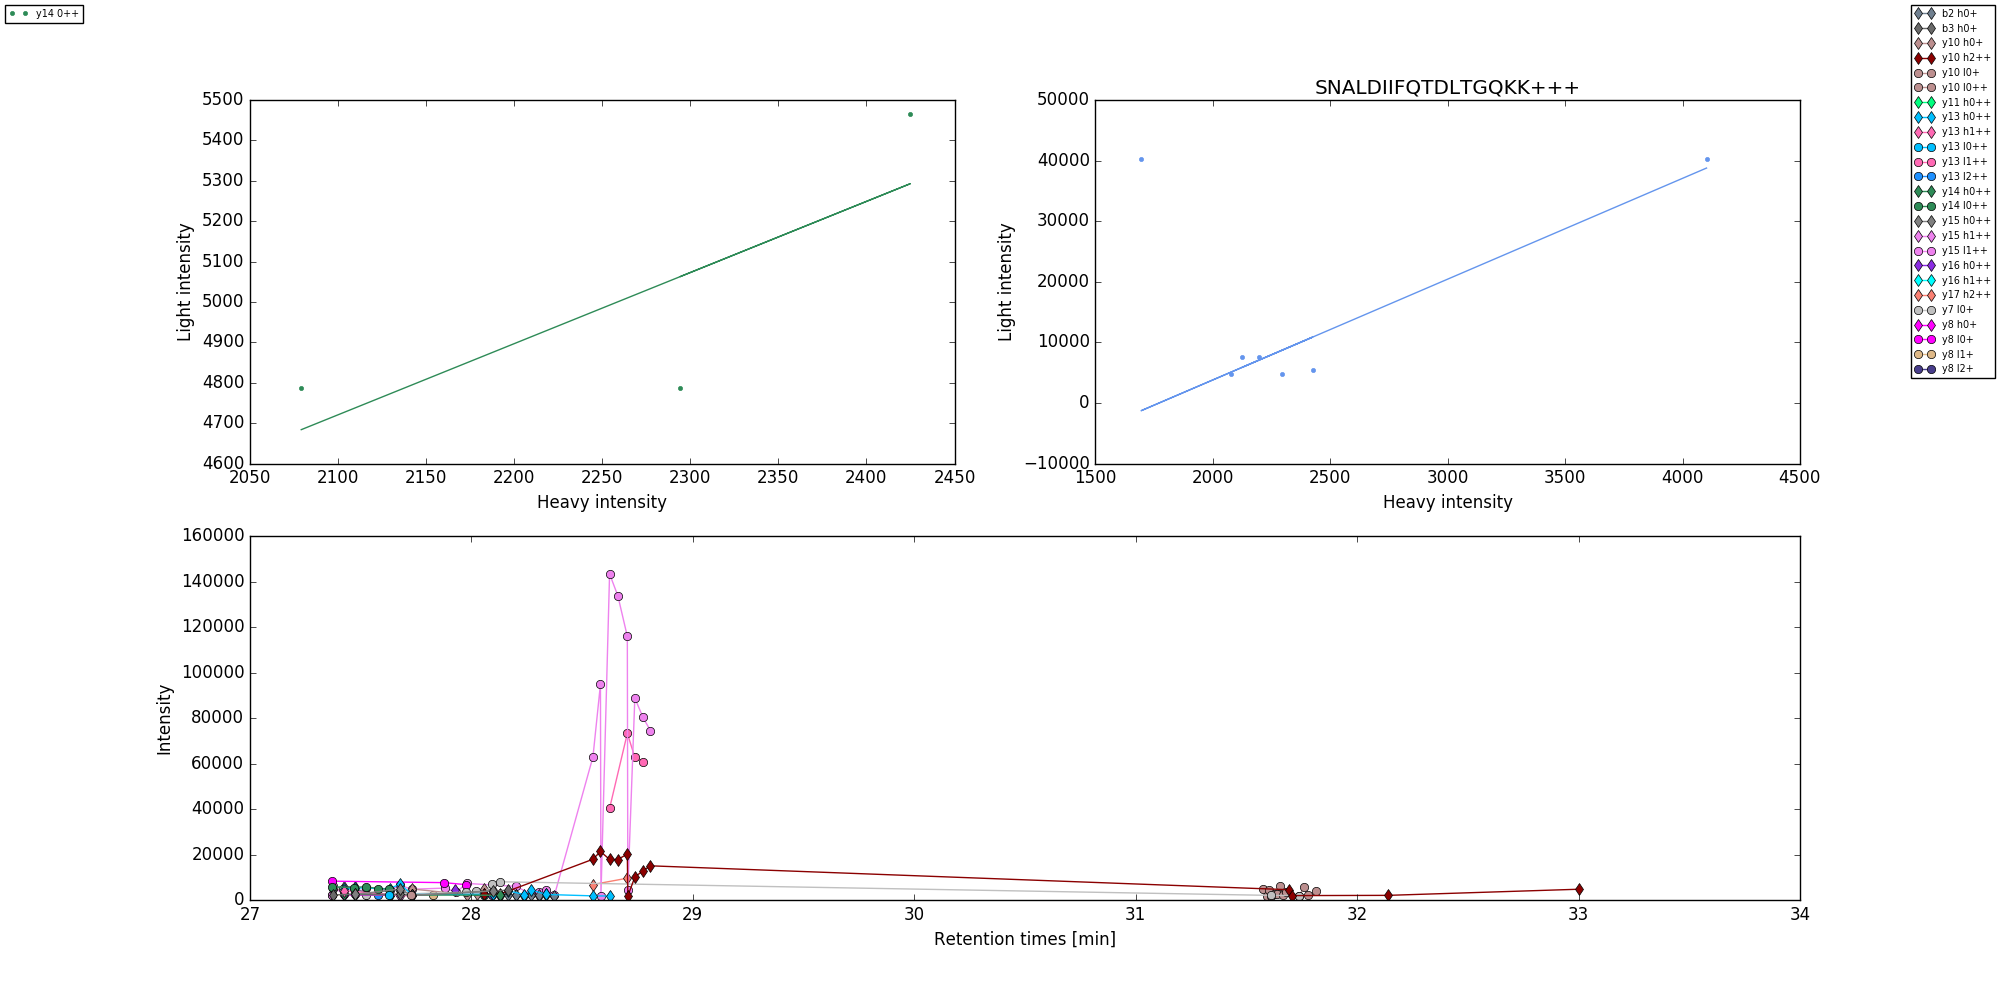 y14 0++
b2 h0+
b3 h0+
y10 h0+
y10 h2++
y10 l0+
y10 l0++
y11 h0++
y13 h0++
y13 h1++
y13 l0++
y13 l1++
y13 l2++
y14 h0++
y14 l0++
y15 h0++
y15 h1++
y15 l1++
y16 h0++
y16 h1++
y17 h2++
y7 l0+
y8 h0+
y8 l0+
y8 l1+
y8 l2+
5500
5400
5300
5200
5100
5000
4900
4800
4700
4600
Light intensity
2050 2100 2150 2200 2250 2300 2350 2400 2450
Heavy intensity
SNALDIIFQTDLTGQKK+++
50000
40000
30000
20000
10000
0
−10000
Light intensity
1500 2000 2500 3000 3500 4000 4500
Heavy intensity
160000
140000
120000
100000
80000
60000
40000
20000
0
Intensity
27 28 29 30 31 32 33 34
Retention times [min]